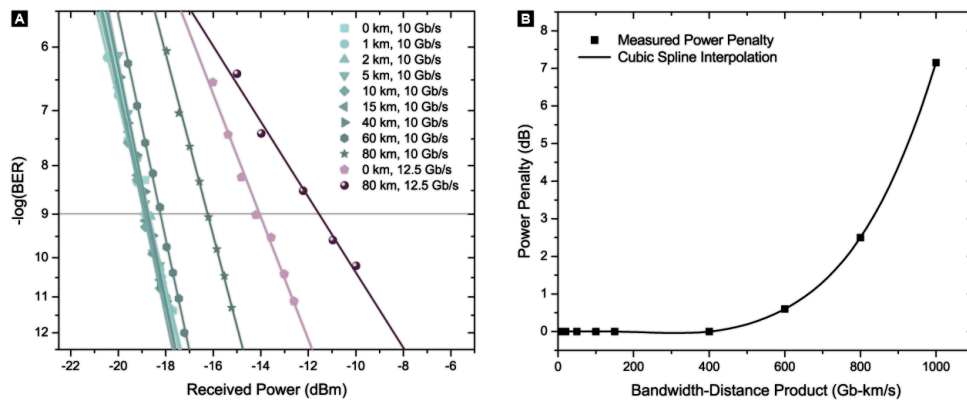 A
-log(BER)
6
7
8
9
10
11
12
0 km, 10 Gb/s
1 km, 10 Gb/s
2 km, 10 Gb/s
5 km, 10 Gb/s
10 km, 10 Gb/s
15 km, 10 Gb/s
40 km, 10 Gb/s
60 km, 10 Gb/s
80 km, 10 Gb/s
0 km, 12.5 Gb/s
80 km, 12.5 Gb/s
-22 -20 -18 -16 -14 -12 -10 -8 -6
Received Power (dBm)
B
Power Penalty (dB)
8
7
6
5
4
3
2
1
0
Measured Power Penalty
Cubic Spline Interpolation
0 200 400 600 800 1000
Bandwidth-Distance Product (Gb-km/s)